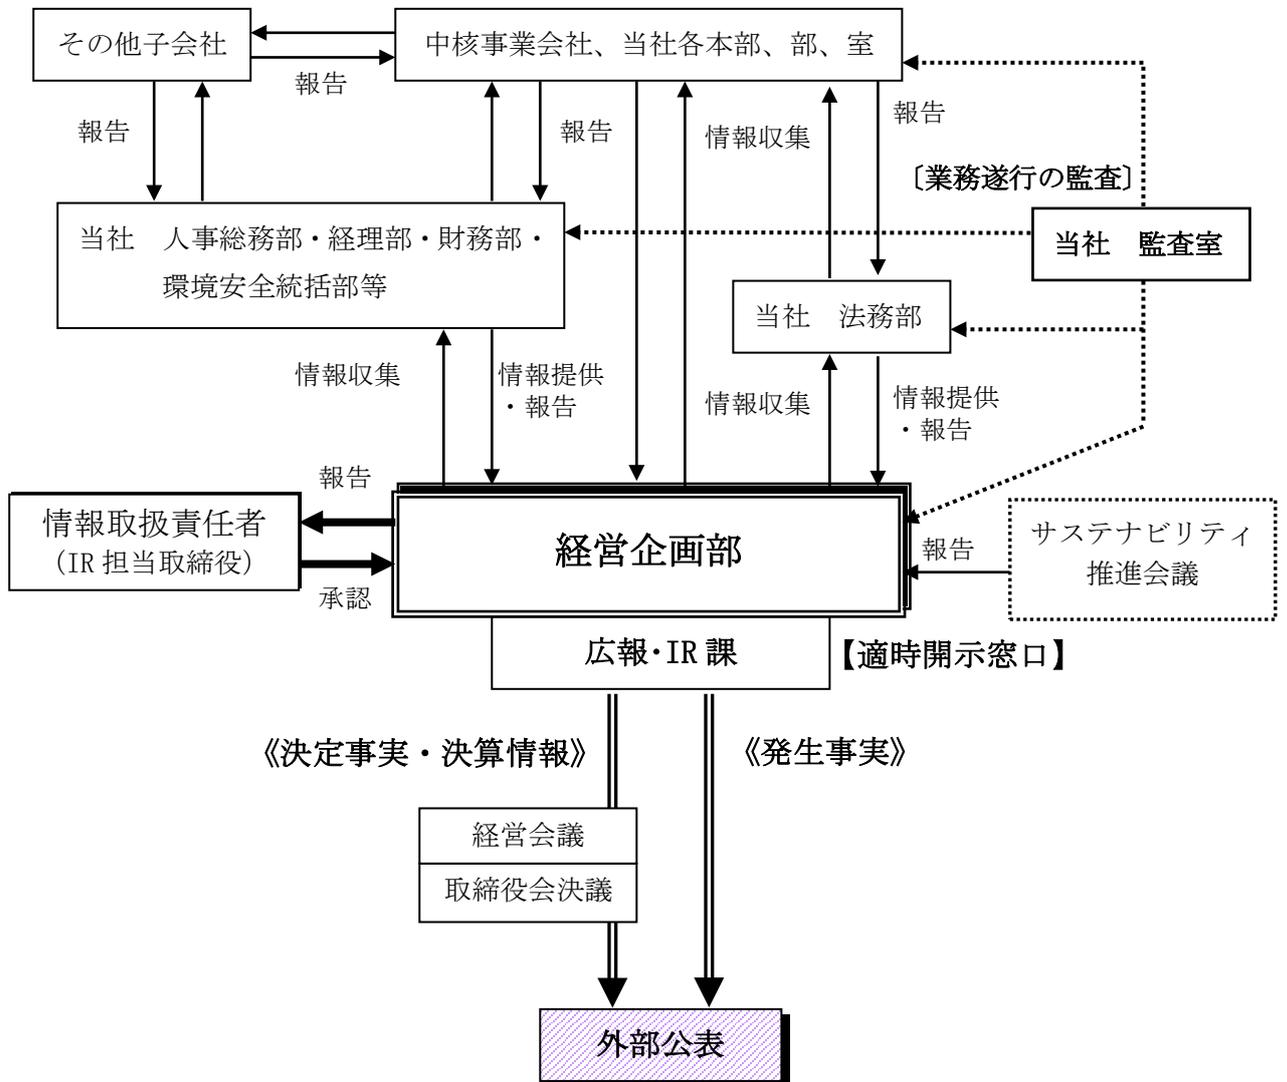 その他子会社
中核事業会社、当社各本部、部、室
報告
報告
報告
情報収集
報告
〔業務遂行の監査〕
当社　人事総務部・経理部・財務部・
環境安全統括部等
当社　監査室
当社　法務部
情報収集
情報提供
・報告
情報収集
情報提供
・報告
報告
情報取扱責任者
（IR 担当取締役）
承認
経営企画部
報告
サステナビリティ
推進会議
広報･IR 課
【適時開示窓口】
《決定事実・決算情報》
《発生事実》
経営会議
取締役会決議
外部公表